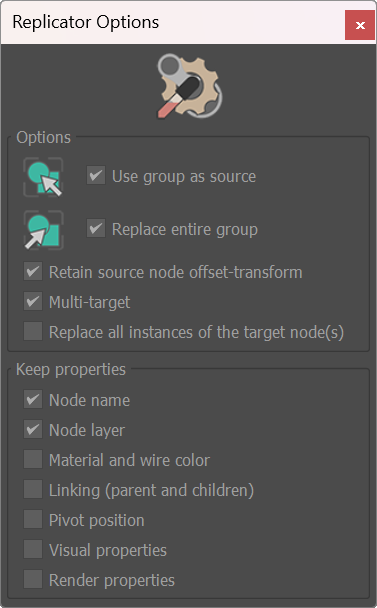 Replicator Options
Options
Use group as source
Replace entire group
Retain source node offset-transform
Multi-target
Replace all instances of the target node(s)
Keep properties
Node name
Node layer
Material and wire color
Linking (parent and children)
Pivot position
Visual properties
Render properties